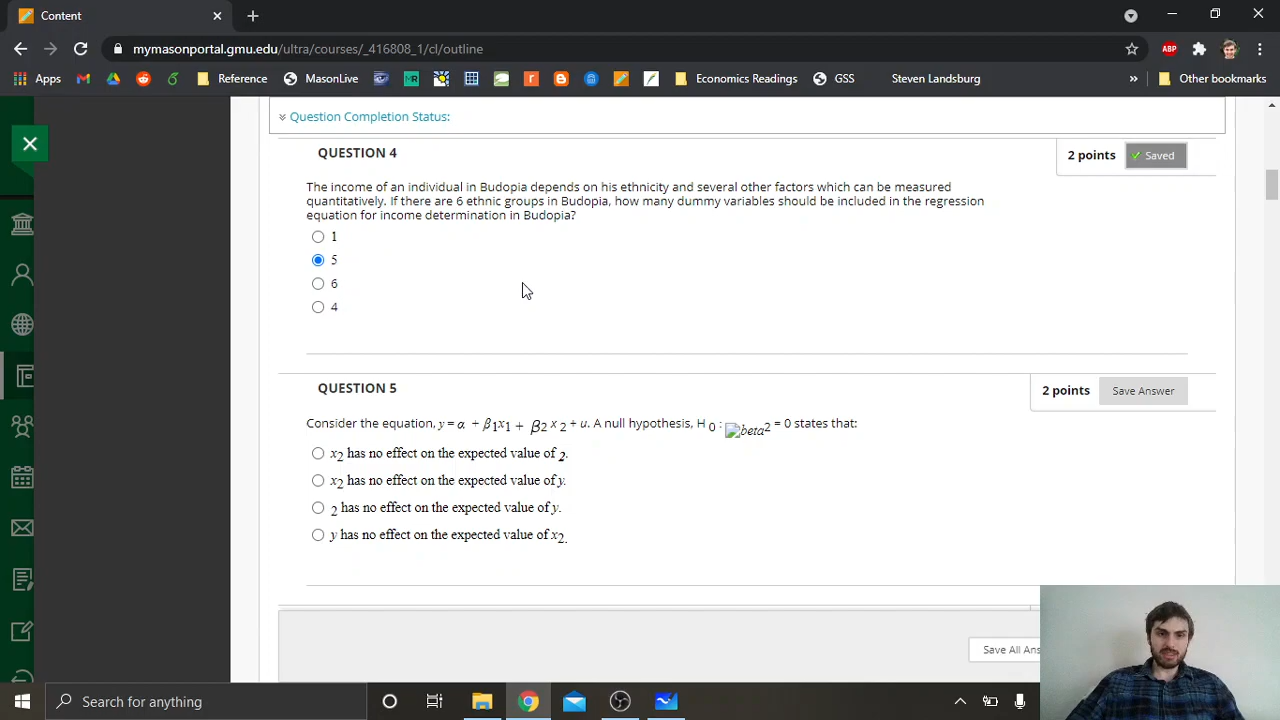 Content
mymasonportal.gmu.edu/ultra/courses/_416808_1/cl/outline
ABP
Apps
Reference
MasonLive
MR
r
Economics Readings
GSS
Steven Landsburg
»
Other bookmarks
Question Completion Status:
QUESTION 4
2 points
Saved
The income of an individual in Budopia depends on his ethnicity and several other factors which can be measured
quantitatively. If there are 6 ethnic groups in Budopia, how many dummy variables should be included in the regression
equation for income determination in Budopia?
1
5
6
4
QUESTION 5
2 points
Save Answer
Consider the equation, y = α + β1x1 + β2 x 2 + u. A null hypothesis, H 0 : beta2 = 0 states that:
x2 has no effect on the expected value of 2.
x2 has no effect on the expected value of y.
2 has no effect on the expected value of y.
y has no effect on the expected value of x2.
Save All Ans
Search for anything